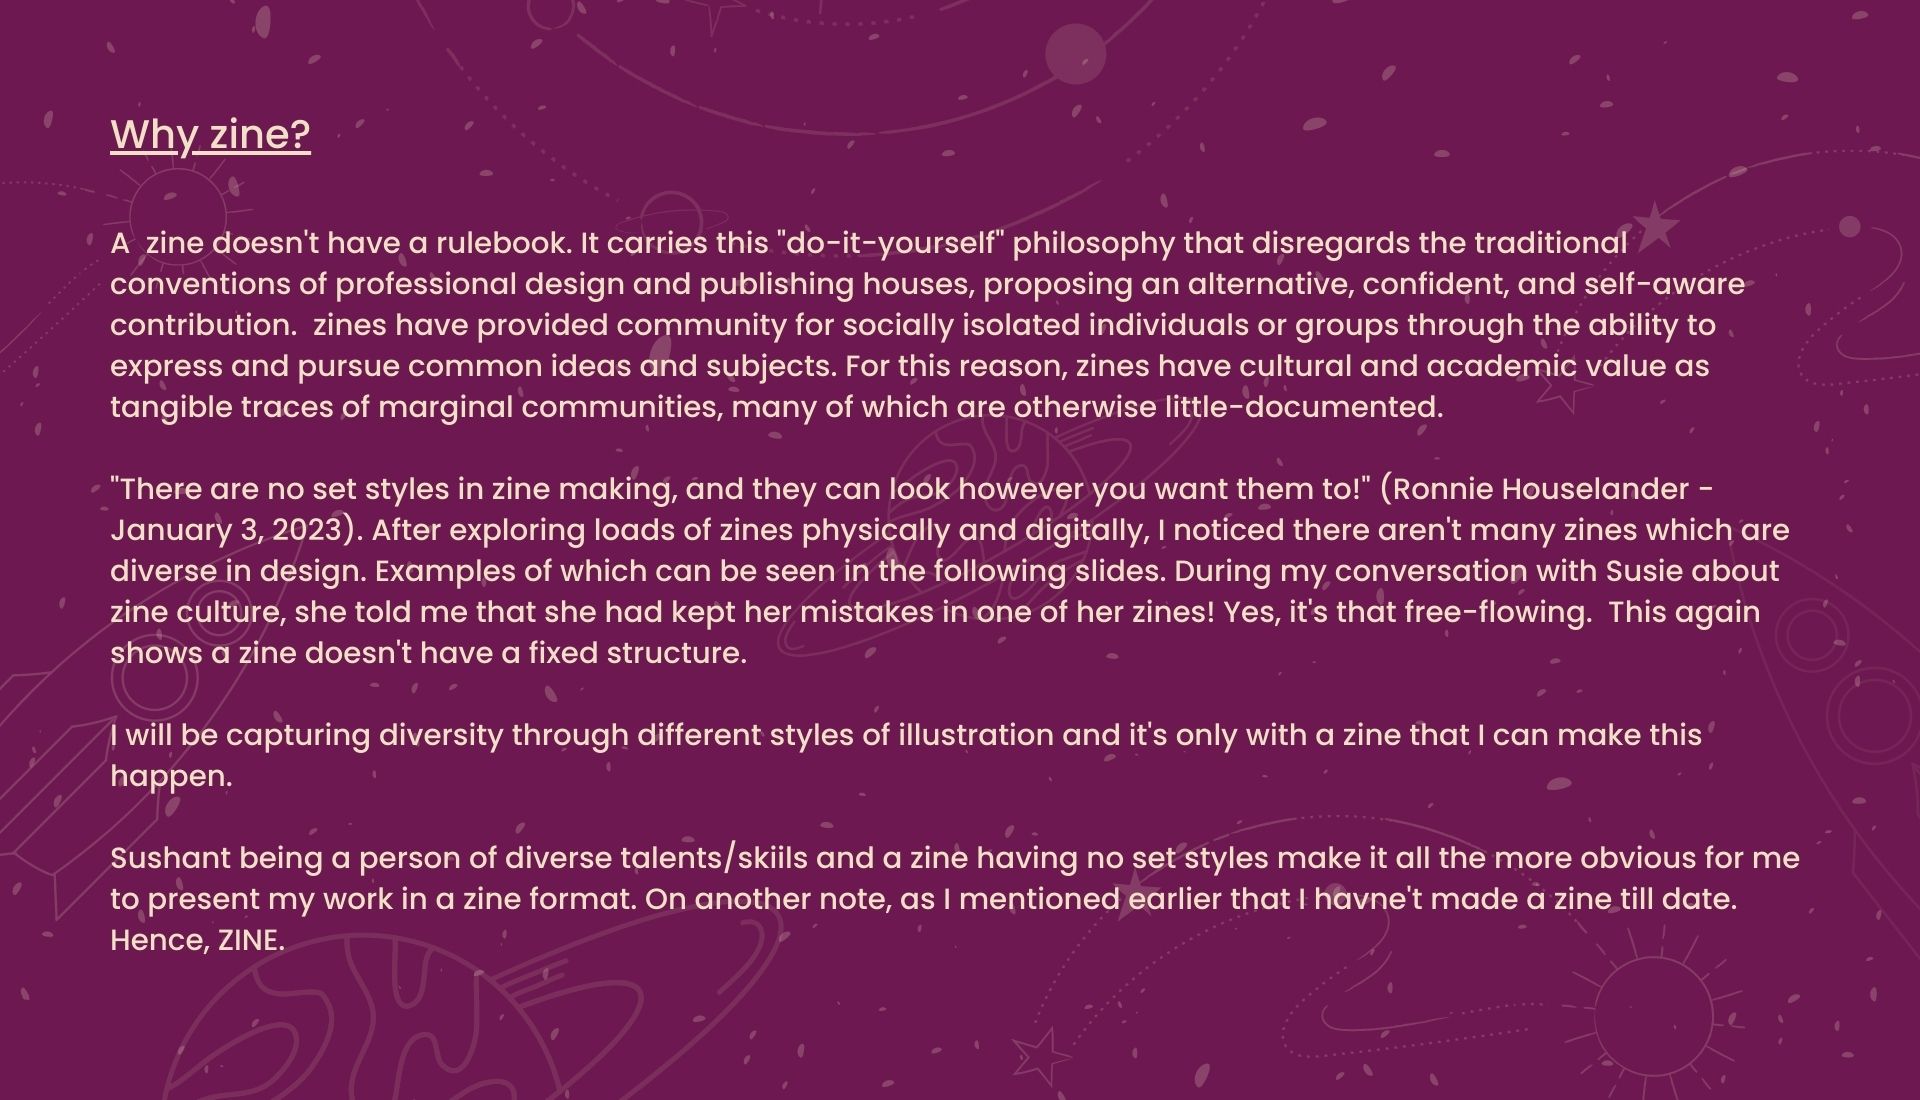 Why zine?
A  zine doesn't have a rulebook. It carries this "do-it-yourself" philosophy that disregards the traditional
conventions of professional design and publishing houses, proposing an alternative, confident, and self-aware
contribution.  zines have provided community for socially isolated individuals or groups through the ability to
express and pursue common ideas and subjects. For this reason, zines have cultural and academic value as
tangible traces of marginal communities, many of which are otherwise little-documented.
"There are no set styles in zine making, and they can look however you want them to!" (Ronnie Houselander -
January 3, 2023). After exploring loads of zines physically and digitally, I noticed there aren't many zines which are
diverse in design. Examples of which can be seen in the following slides. During my conversation with Susie about
zine culture, she told me that she had kept her mistakes in one of her zines! Yes, it's that free-flowing.  This again
shows a zine doesn't have a fixed structure.
I will be capturing diversity through different styles of illustration and it's only with a zine that I can make this
happen.
Sushant being a person of diverse talents/skiils and a zine having no set styles make it all the more obvious for me
to present my work in a zine format. On another note, as I mentioned earlier that I havne't made a zine till date.
Hence, ZINE.